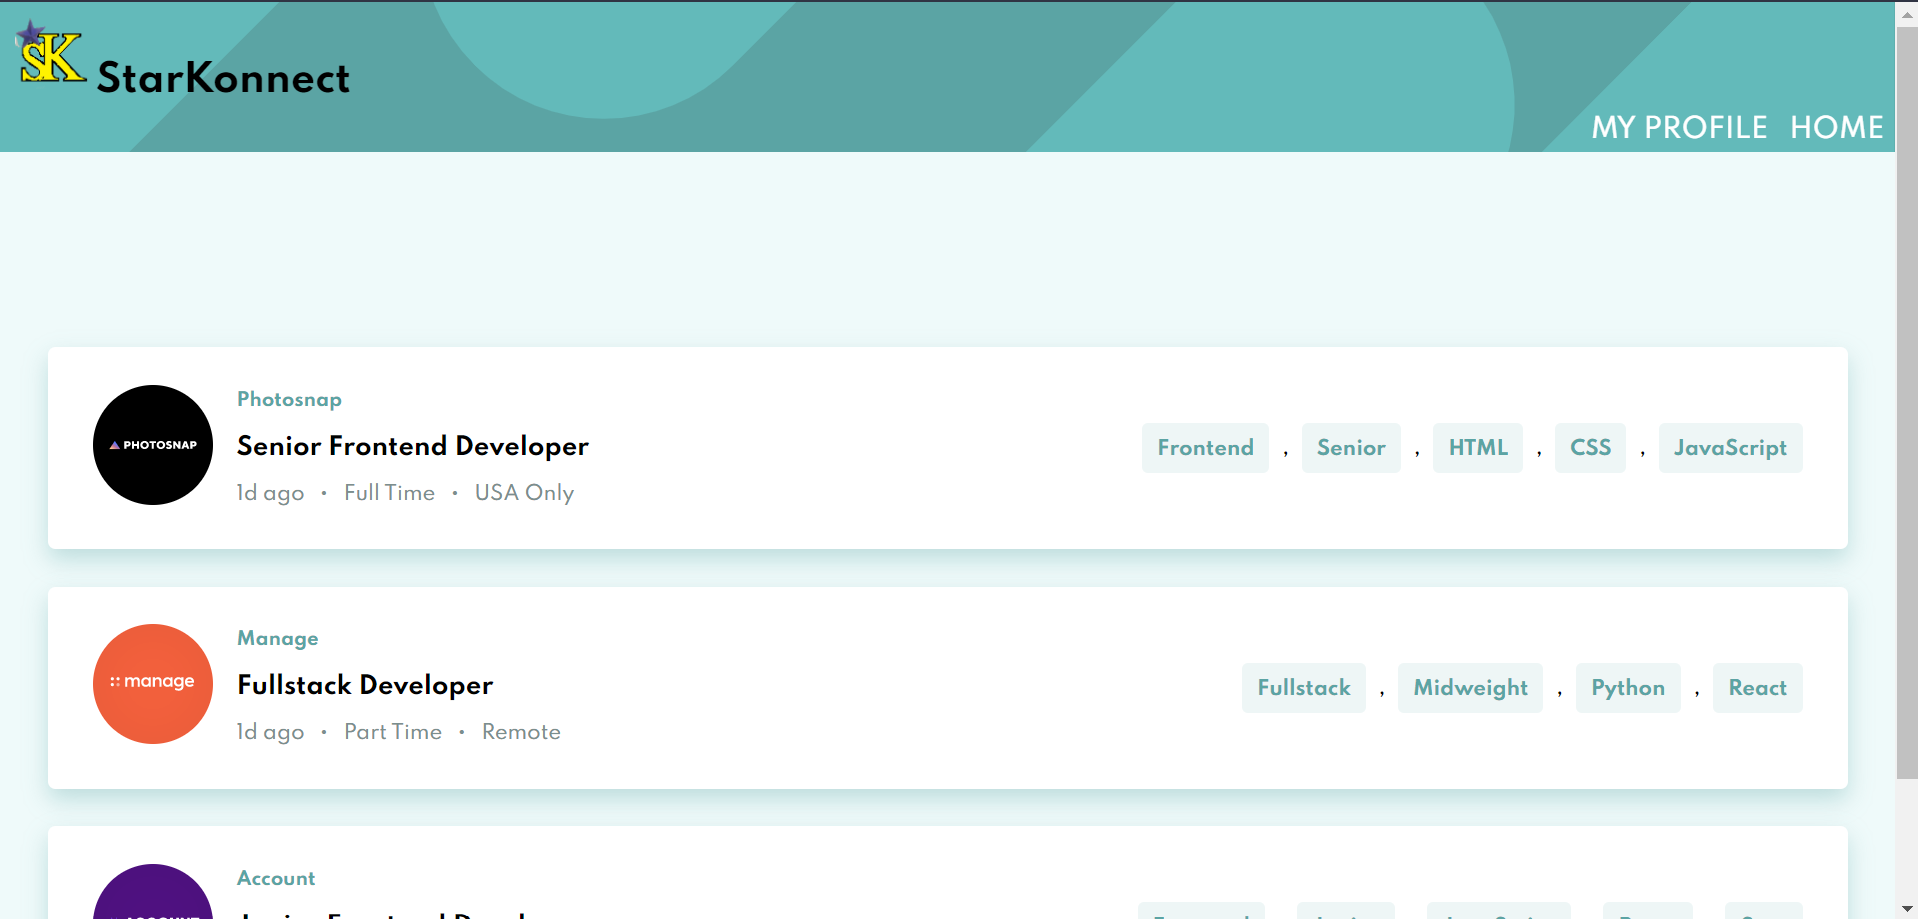 SK StarKonnect
MY PROFILE HOME
Photosnap
PHOTOSNAP
Senior Frontend Developer
1d ago • Full Time • USA Only
Frontend , Senior , HTML , CSS , JavaScript
Manage
:: manage
Fullstack Developer
1d ago • Part Time • Remote
Fullstack , Midweight , Python , React
Account